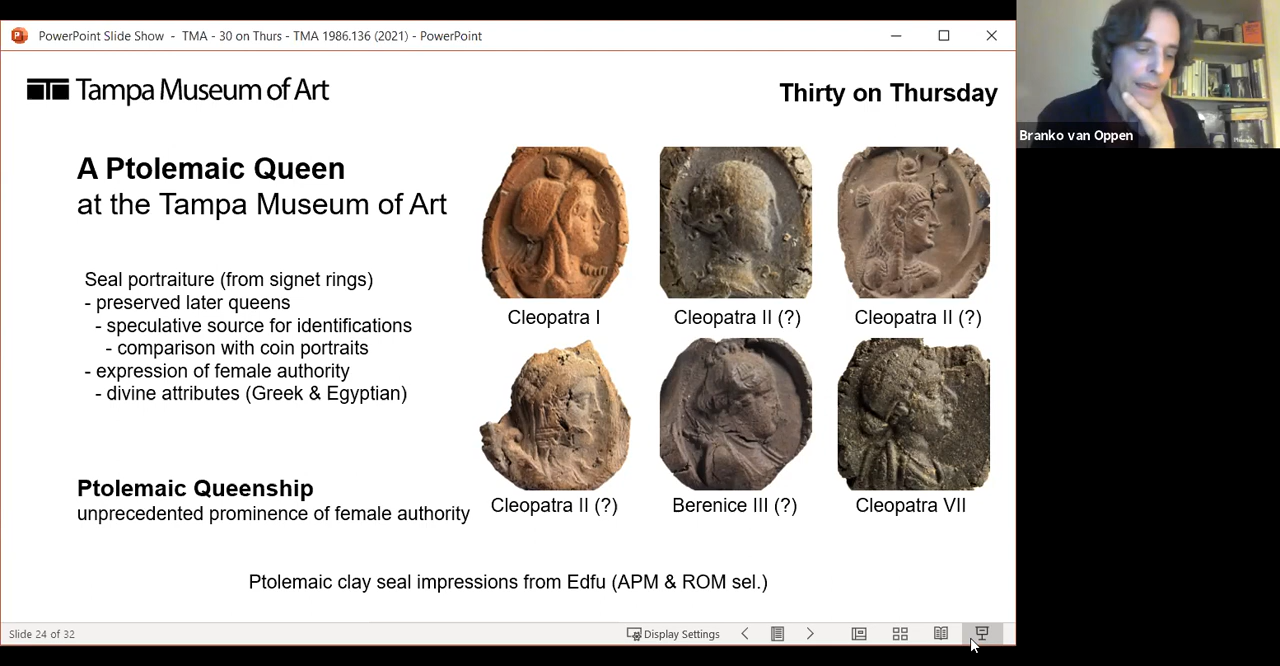 PowerPoint Slide Show - TMA - 30 on Thurs - TMA 1986.136 (2021) - PowerPoint
Tampa Museum of Art
Thirty on Thursday
Branko van Oppen
A Ptolemaic Queen
at the Tampa Museum of Art
Seal portraiture (from signet rings)
- preserved later queens
- speculative source for identifications
- comparison with coin portraits
- expression of female authority
- divine attributes (Greek & Egyptian)
Cleopatra I
Cleopatra II (?)
Cleopatra II (?)
Cleopatra II (?)
Berenice III (?)
Cleopatra VII
Ptolemaic Queenship
unprecedented prominence of female authority
Ptolemaic clay seal impressions from Edfu (APM & ROM sel.)
Slide 24 of 32
Display Settings